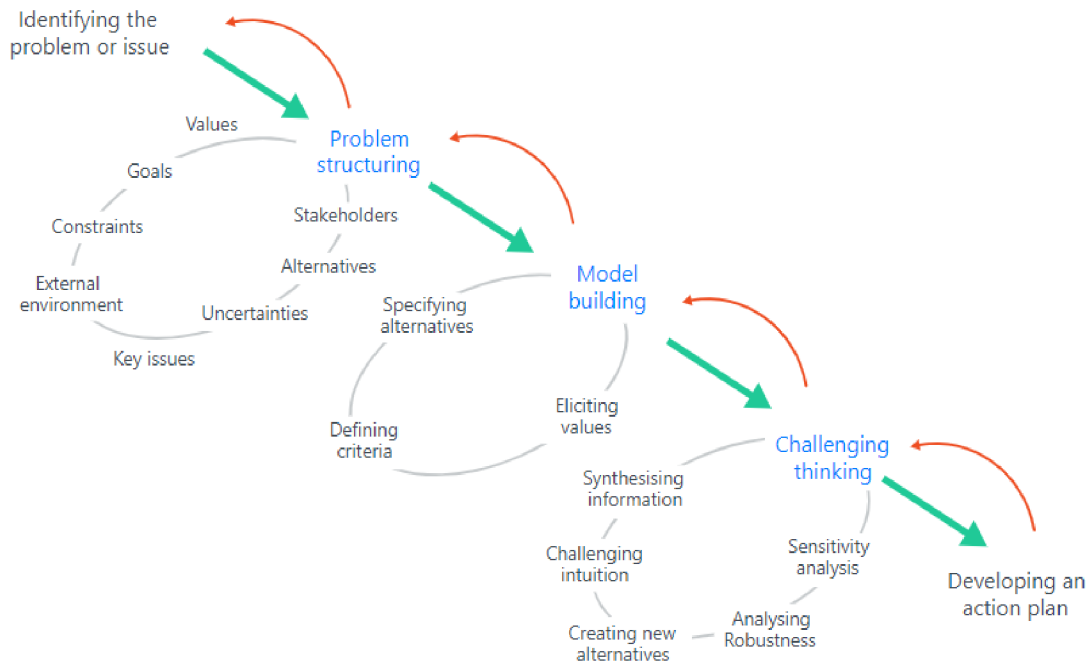 Identifying the
problem or issue
Values
Problem
structuring
Goals
Stakeholders
Constraints
Alternatives
External
environment
Uncertainties
Key issues
Model
building
Specifying
alternatives
Eliciting
values
Defining
criteria
Challenging
thinking
Synthesising
information
Sensitivity
analysis
Challenging
intuition
Analysing
Robustness
Creating new
alternatives
Developing an
action plan